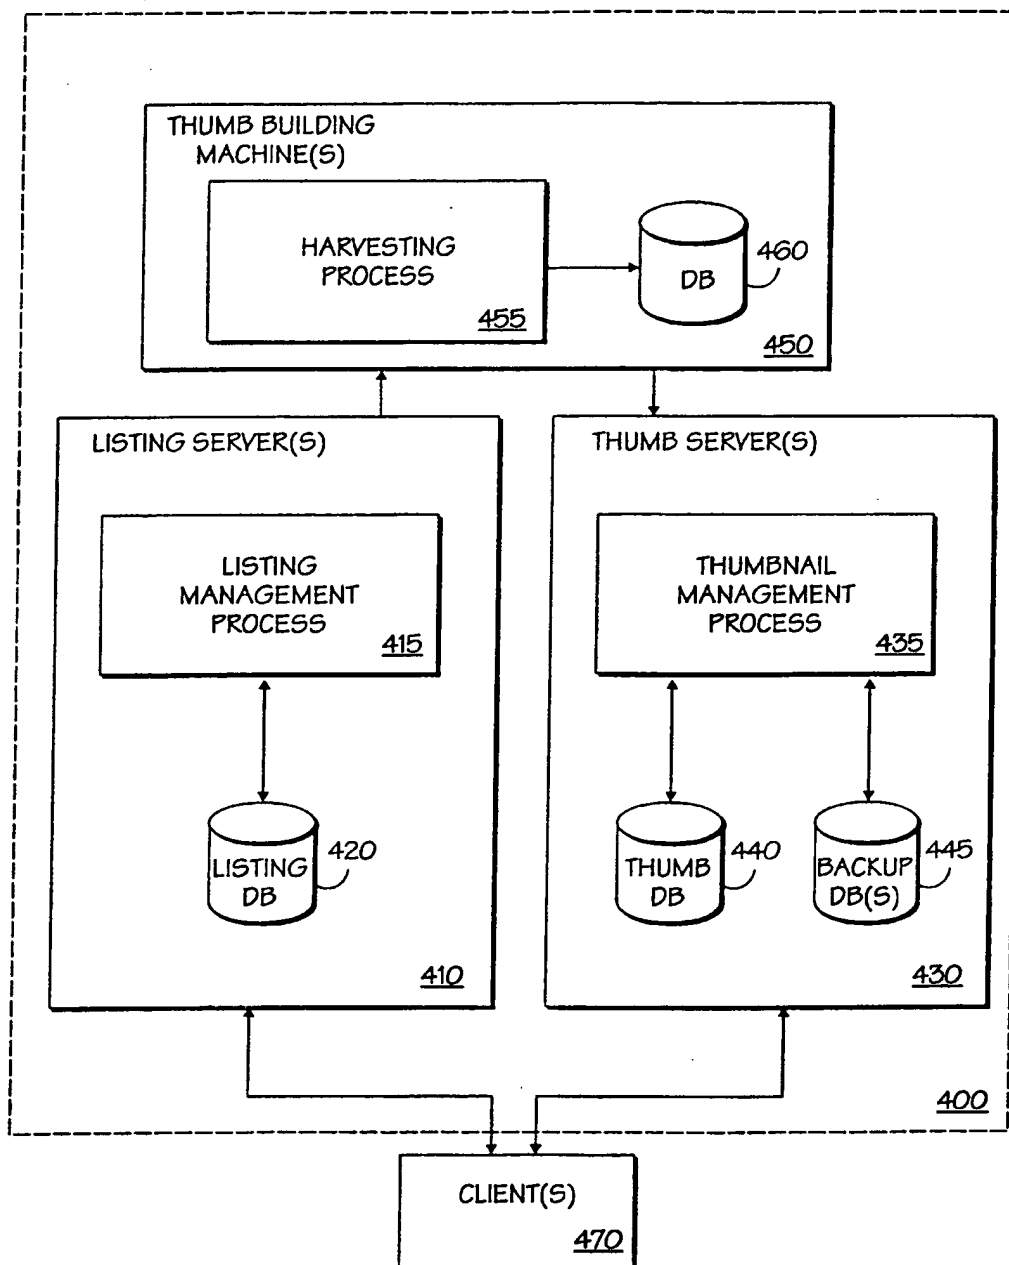 THUMB BUILDING
MACHINE(S)
HARVESTING
PROCESS
455
DB
460
450
LISTING SERVER(S)
LISTING
MANAGEMENT
PROCESS
415
LISTING
DB
420
410
THUMB SERVER(S)
THUMBNAIL
MANAGEMENT
PROCESS
435
THUMB
DB
440
BACKUP
DB(S)
445
430
400
CLIENT(S)
470